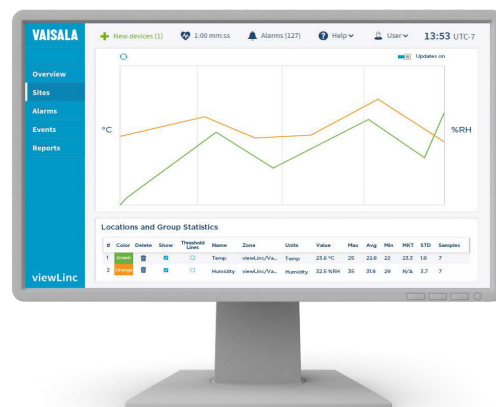 VAISALA
New devices (1)
1:00 mm:ss
Alarms (127)
Help
User
13:53 UTC-7
Overview
Sites
Alarms
Events
Reports
viewLinc
Updates on
°C
%RH
Locations and Group Statistics
# Color Delete Show Threshold Lines Name Zone Units Value Max Avg Min MKT STD Samples
1 Green Temp viewLinc/Va... Temp 23.6 °C 25 22.8 22 23.3 1.8 7
2 Orange Humidity viewLinc/Va... Humidity 32.5 %RH 35 31.8 29 N/A 3.7 7